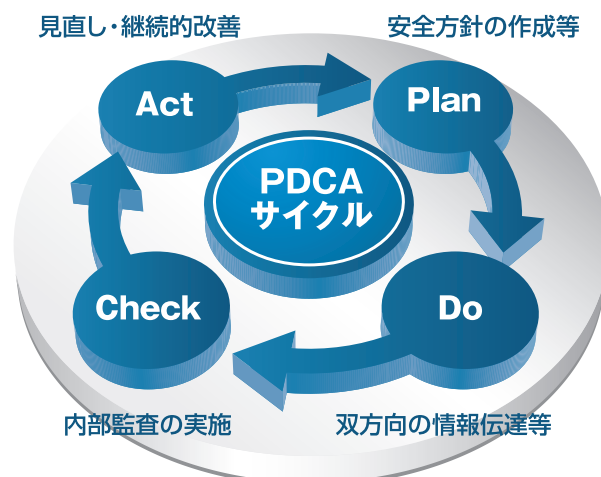 見直し・継続的改善
安全方針の作成等
Act
Plan
PDCA
サイクル
Check
Do
内部監査の実施
双方向の情報伝達等